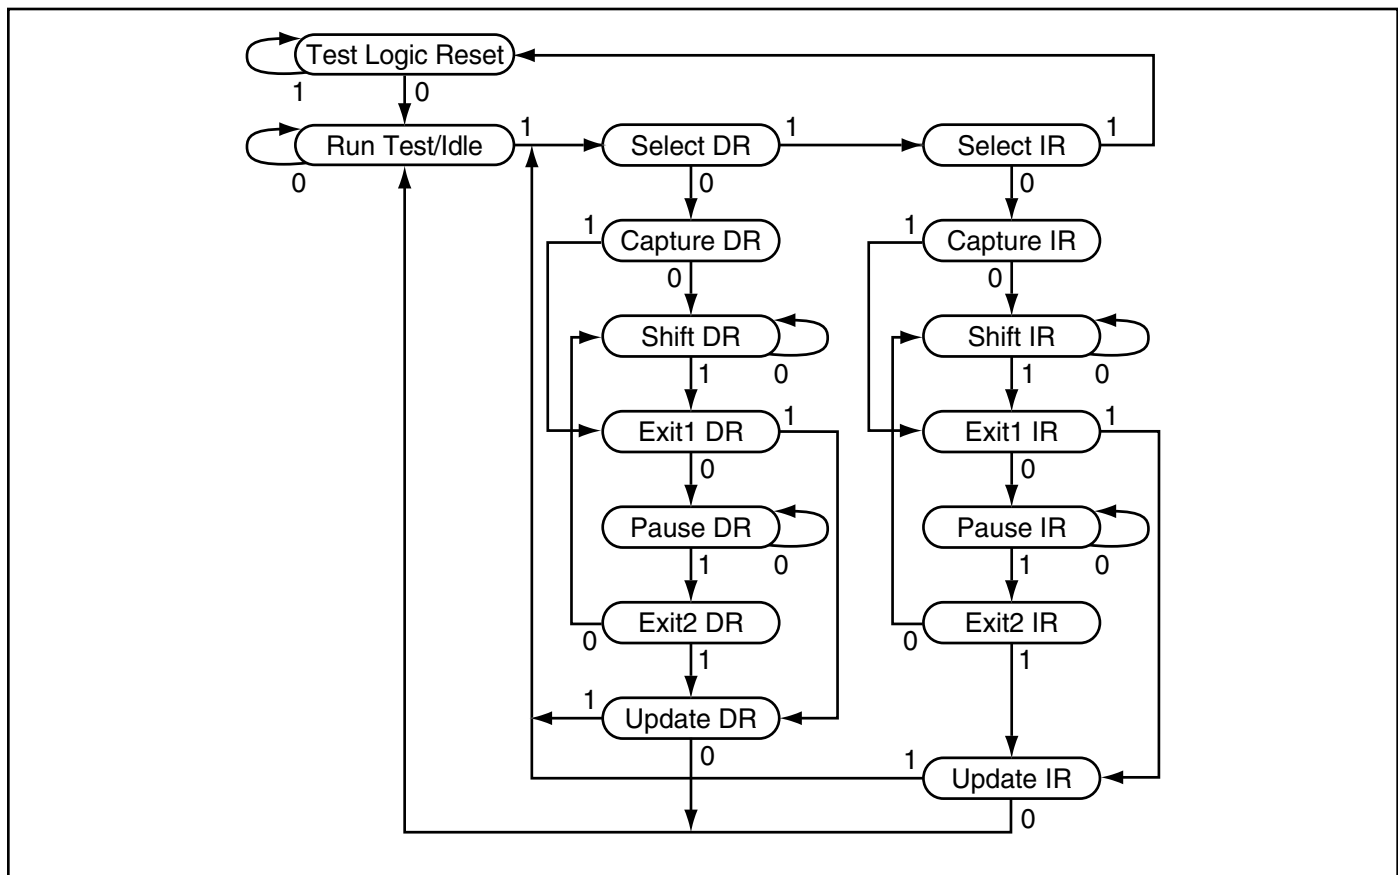 Test Logic Reset
1
0
Run Test/Idle
1
0
Select DR
1
0
Select IR
1
0
1
Capture DR
0
1
Capture IR
0
Shift DR
1
0
Shift IR
1
0
Exit1 DR
1
0
Exit1 IR
1
0
Pause DR
1
0
Pause IR
1
0
Exit2 DR
0
1
Exit2 IR
0
1
1
Update DR
0
1
Update IR
0